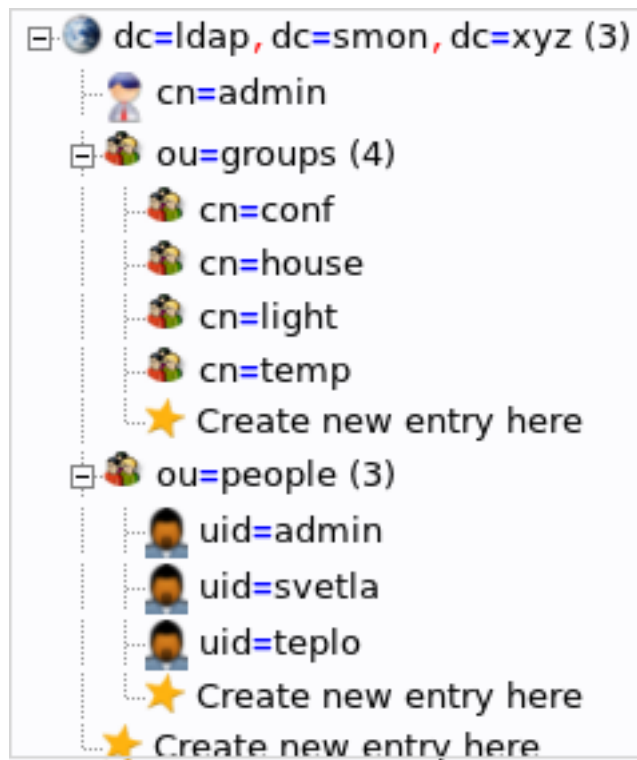 dc=ldap,dc=smon,dc=xyz (3)
cn=admin
ou=groups (4)
cn=conf
cn=house
cn=light
cn=temp
Create new entry here
ou=people (3)
uid=admin
uid=svetla
uid=teplo
Create new entry here
Create new entry here